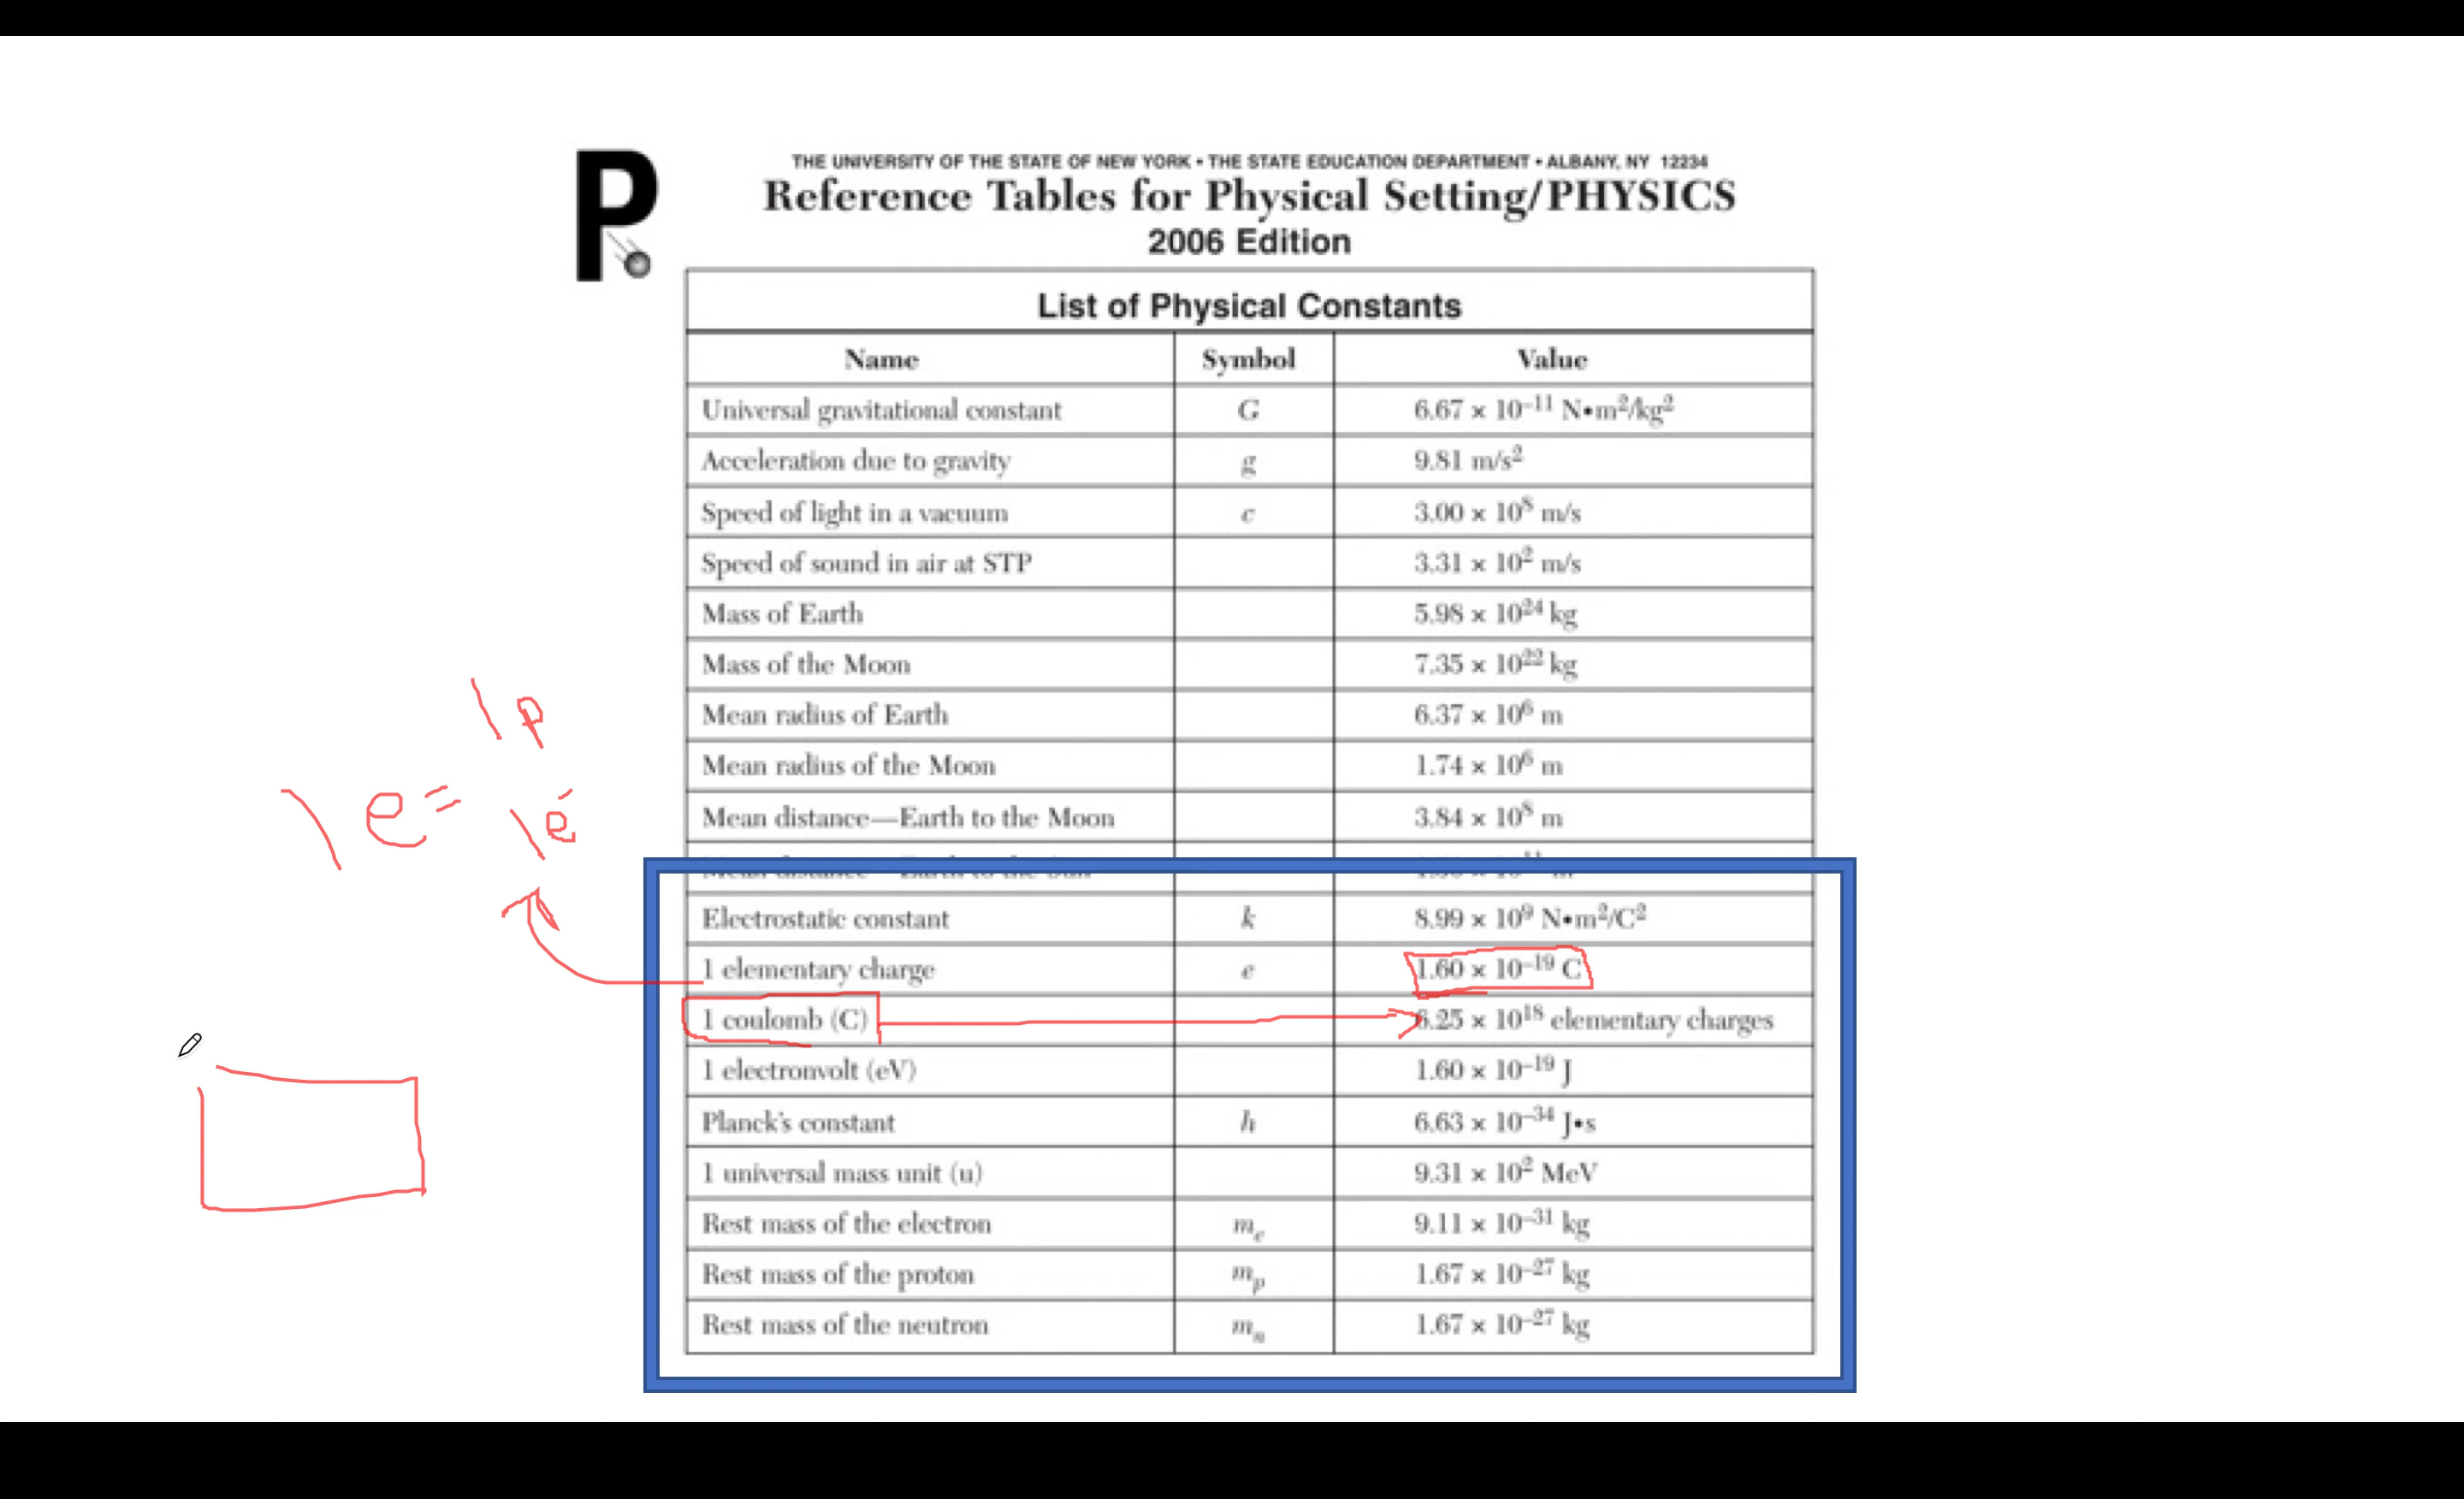 P
THE UNIVERSITY OF THE STATE OF NEW YORK • THE STATE EDUCATION DEPARTMENT • ALBANY, NY 12234
Reference Tables for Physical Setting/PHYSICS
2006 Edition
List of Physical Constants
Name Symbol Value
Universal gravitational constant G 6.67 × 10⁻¹¹ N•m²/kg²
Acceleration due to gravity g 9.81 m/s²
Speed of light in a vacuum c 3.00 × 10⁸ m/s
Speed of sound in air at STP 3.31 × 10² m/s
Mass of Earth 5.98 × 10²⁴ kg
Mass of the Moon 7.35 × 10²² kg
Mean radius of Earth 6.37 × 10⁶ m
Mean radius of the Moon 1.74 × 10⁶ m
Mean distance—Earth to the Moon 3.84 × 10⁸ m
Mean distance—Earth to the Sun
Electrostatic constant k 8.99 × 10⁹ N•m²/C²
1 elementary charge e 1.60 × 10⁻¹⁹ C
1 coulomb (C) 6.25 × 10¹⁸ elementary charges
1 electronvolt (eV) 1.60 × 10⁻¹⁹ J
Planck's constant h 6.63 × 10⁻³⁴ J•s
1 universal mass unit (u) 9.31 × 10² MeV
Rest mass of the electron mₑ 9.11 × 10⁻³¹ kg
Rest mass of the proton mₚ 1.67 × 10⁻²⁷ kg
Rest mass of the neutron mₙ 1.67 × 10⁻²⁷ kg
1p
1e = 1e⁻